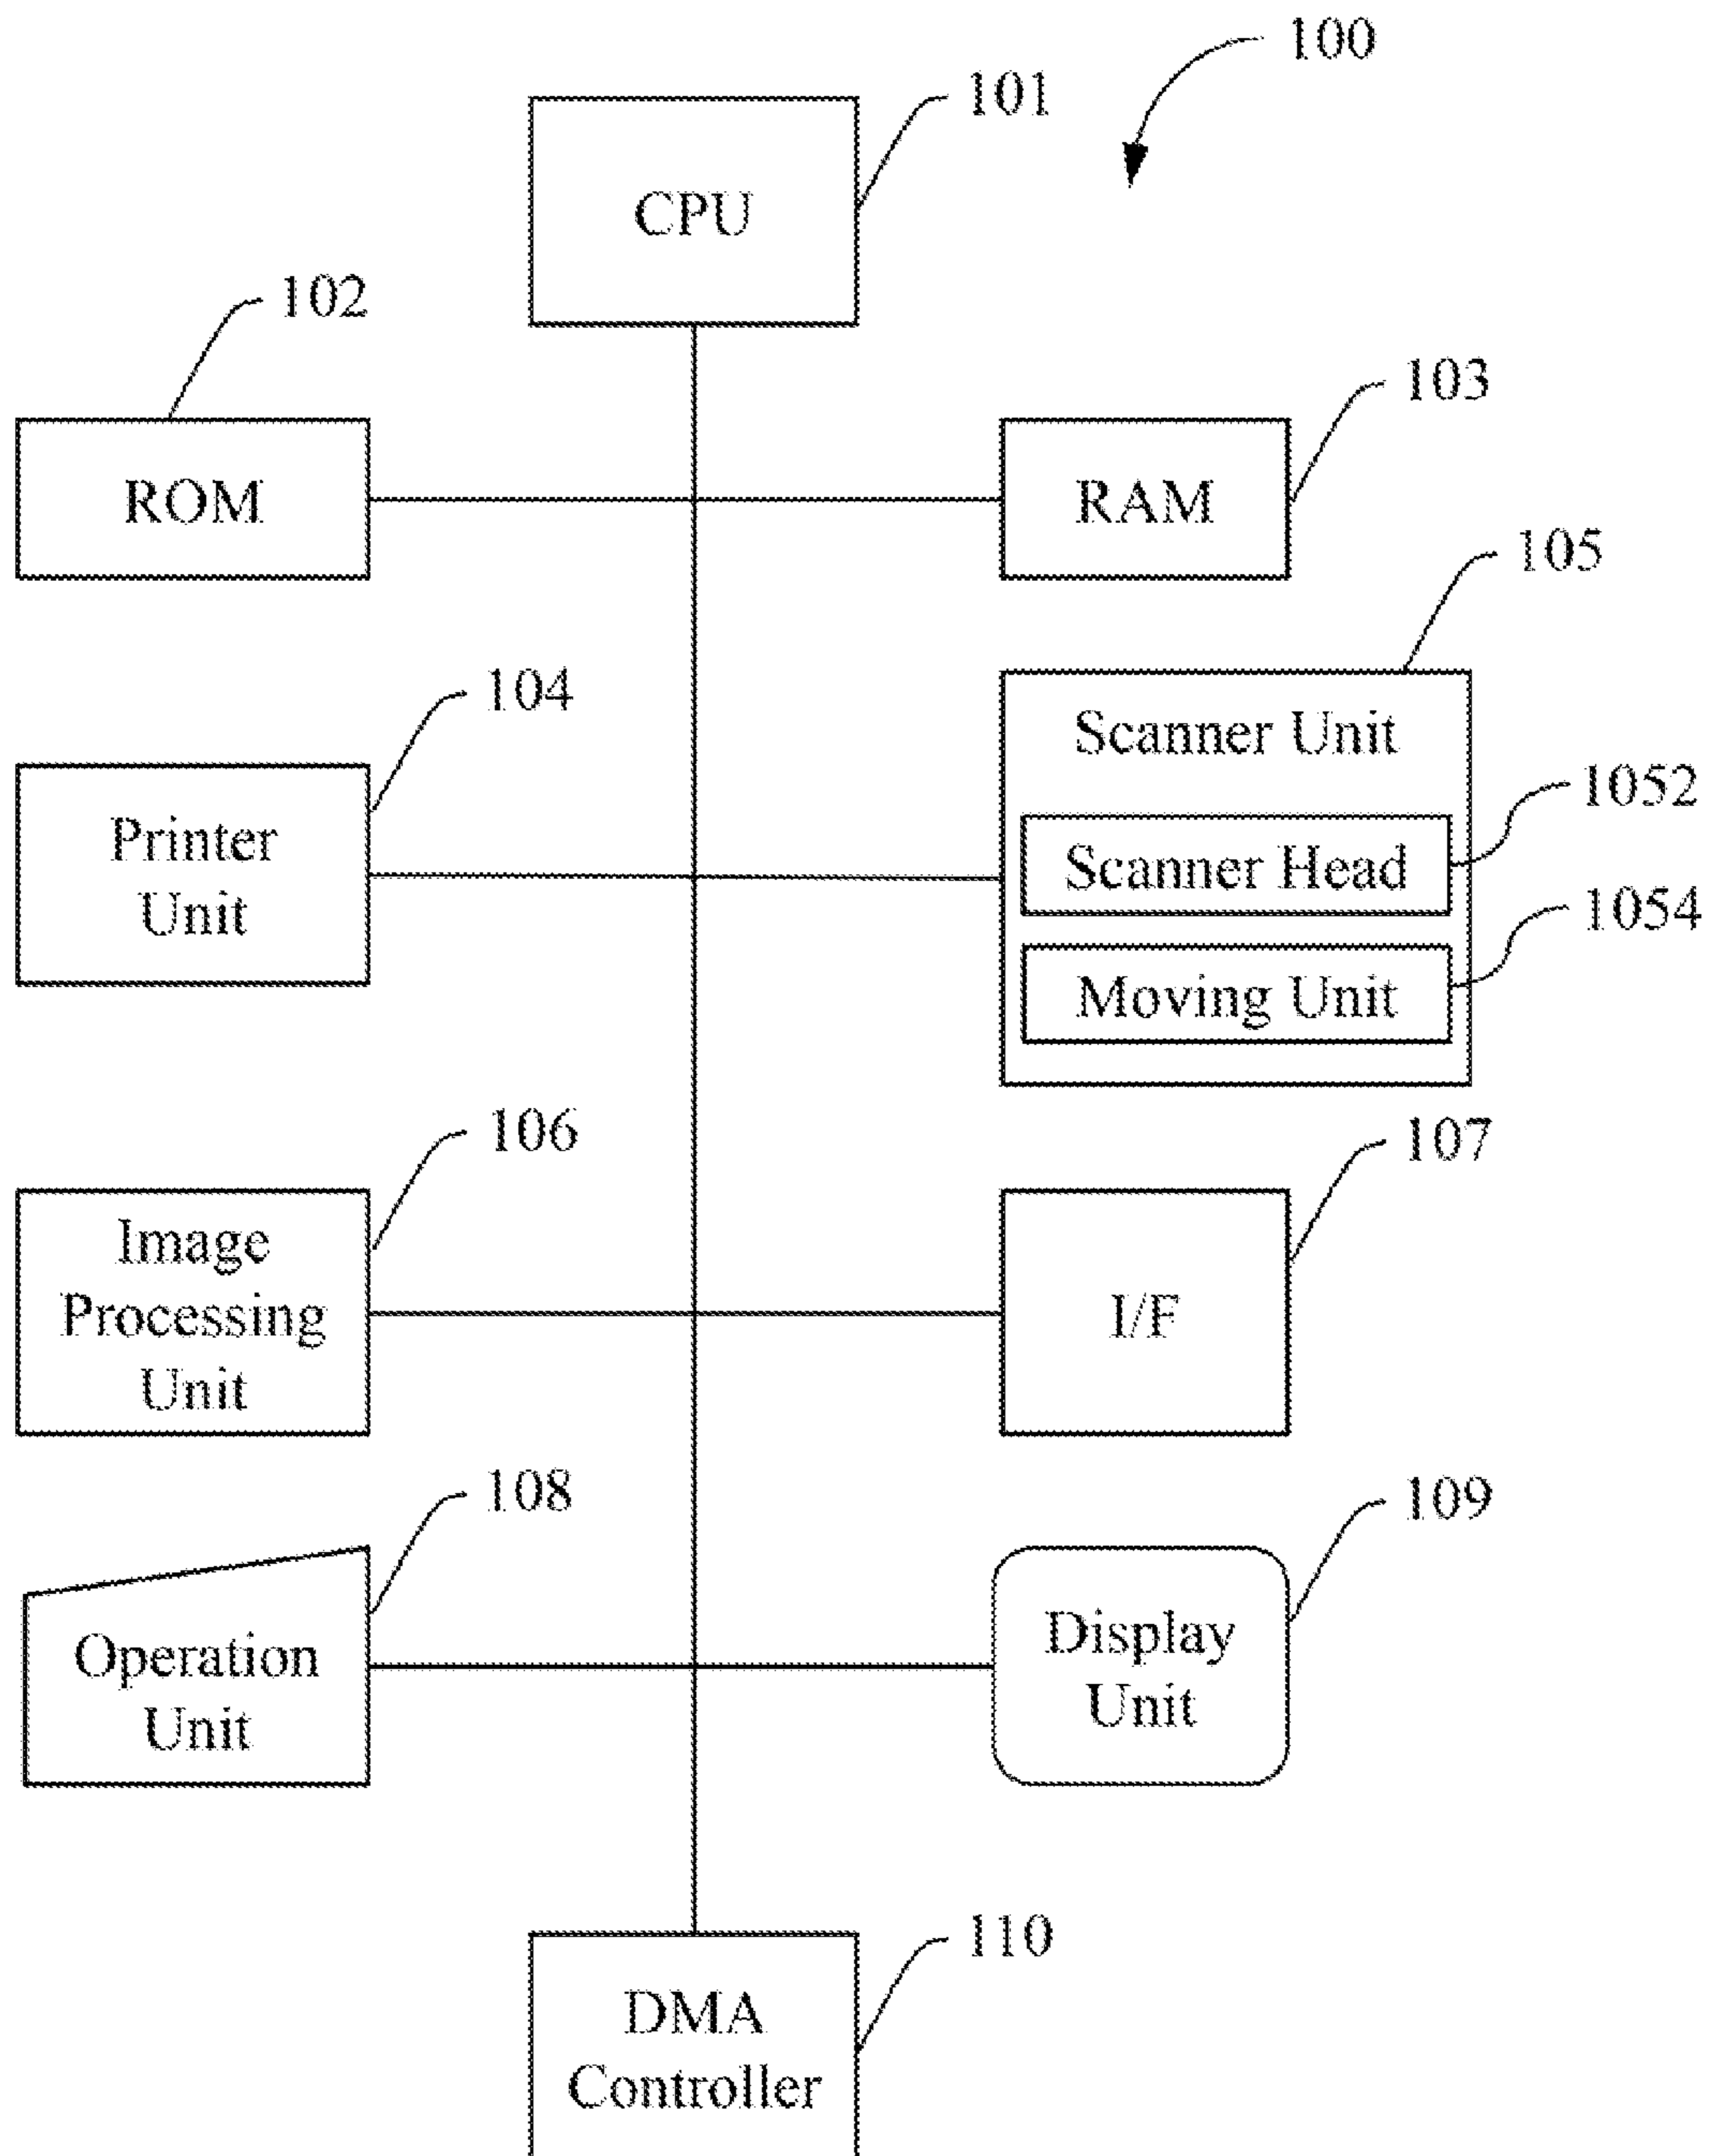 100
101
CPU
102
ROM
103
RAM
104
Printer
Unit
105
Scanner Unit
1052
Scanner Head
1054
Moving Unit
106
Image
Processing
Unit
107
I/F
108
Operation
Unit
109
Display
Unit
110
DMA
Controller